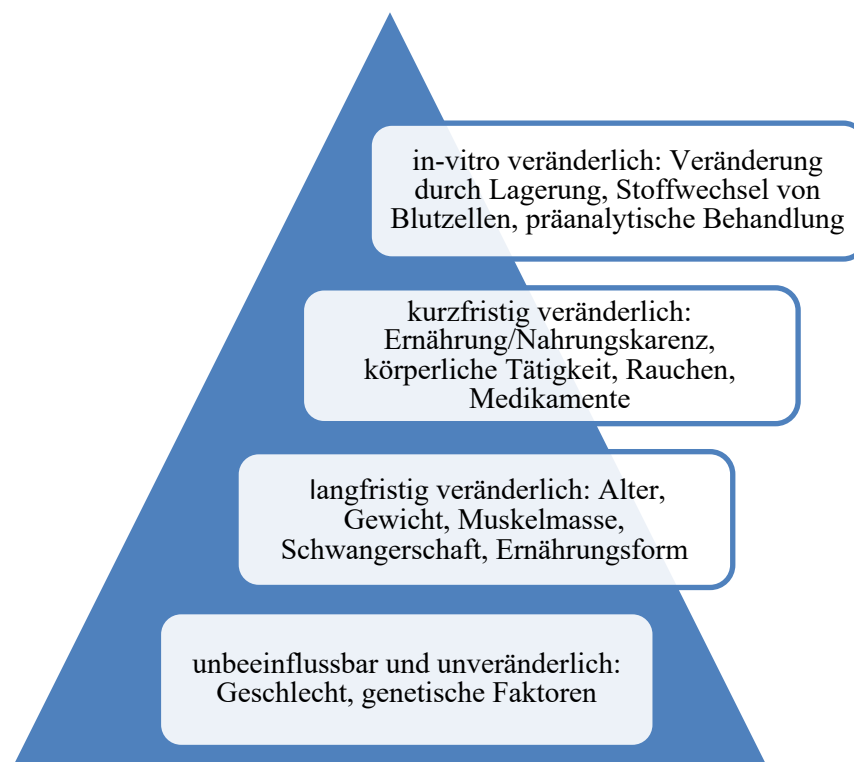 in-vitro veränderlich: Veränderung
durch Lagerung, Stoffwechsel von
Blutzellen, präanalytische Behandlung
kurzfristig veränderlich:
Ernährung/Nahrungskarenz,
körperliche Tätigkeit, Rauchen,
Medikamente
langfristig veränderlich: Alter,
Gewicht, Muskelmasse,
Schwangerschaft, Ernährungsform
unbeeinflussbar und unveränderlich:
Geschlecht, genetische Faktoren